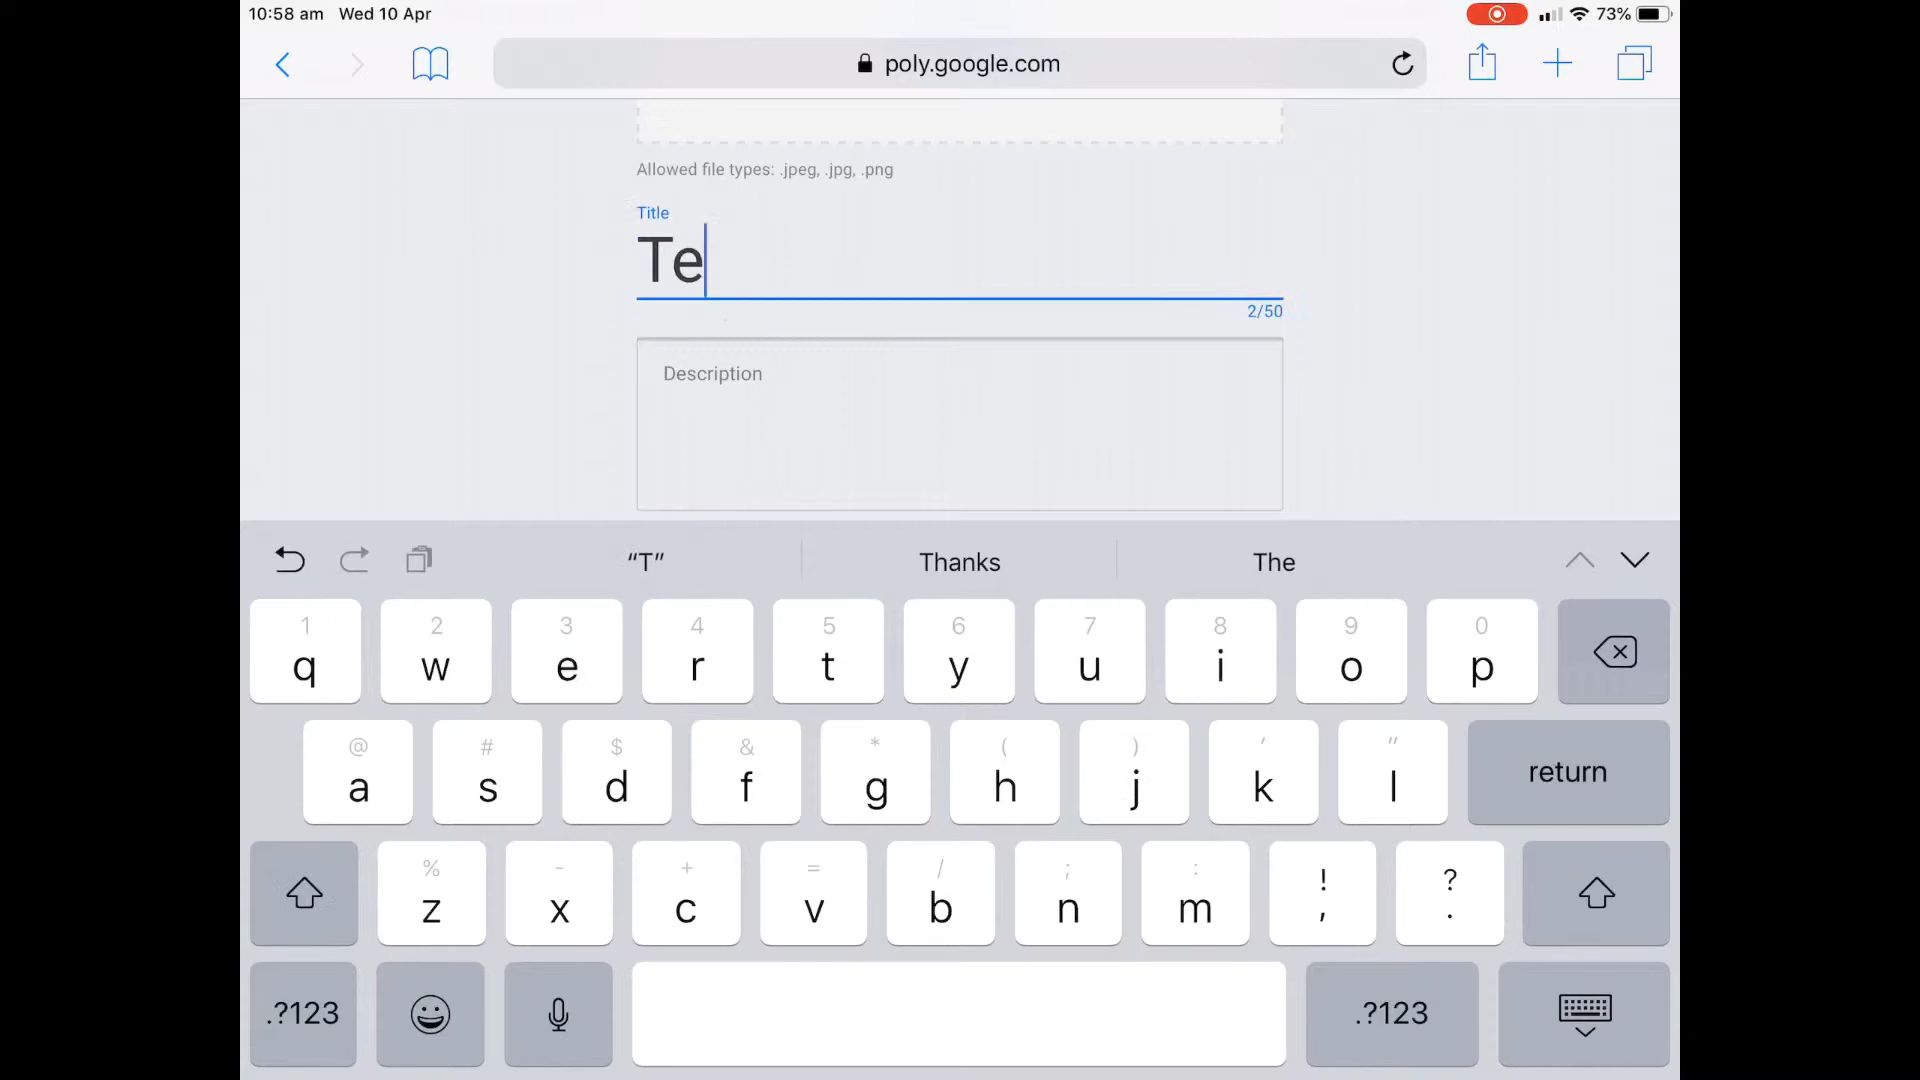 10:58 am Wed 10 Apr
73%
poly.google.com
Allowed file types: .jpeg, .jpg, .png
Title
Te
2/50
Description
“T” Thanks The
1 2 3 4 5 6 7 8 9 0
q w e r t y u i o p
@ # $ & * ( ) ' "
a s d f g h j k l return
% - + = / ; : ! ?
z x c v b n m , .
.?123 .?123